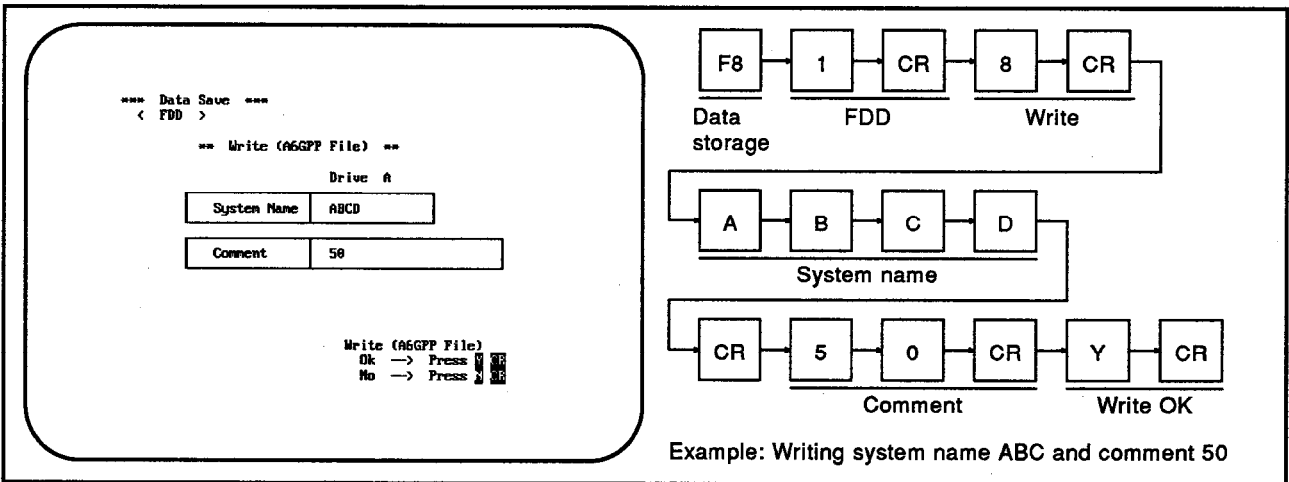 *** Data Save ***
< FDD >
** Write (A6GPP File) **
Drive A
System Name ABCD
Comment 50
Write (A6GPP File)
Ok —> Press Y CR
No —> Press CR
F8 1 CR 8 CR
Data storage FDD Write
A B C D
System name
CR 5 0 CR Y CR
Comment Write OK
Example: Writing system name ABC and comment 50